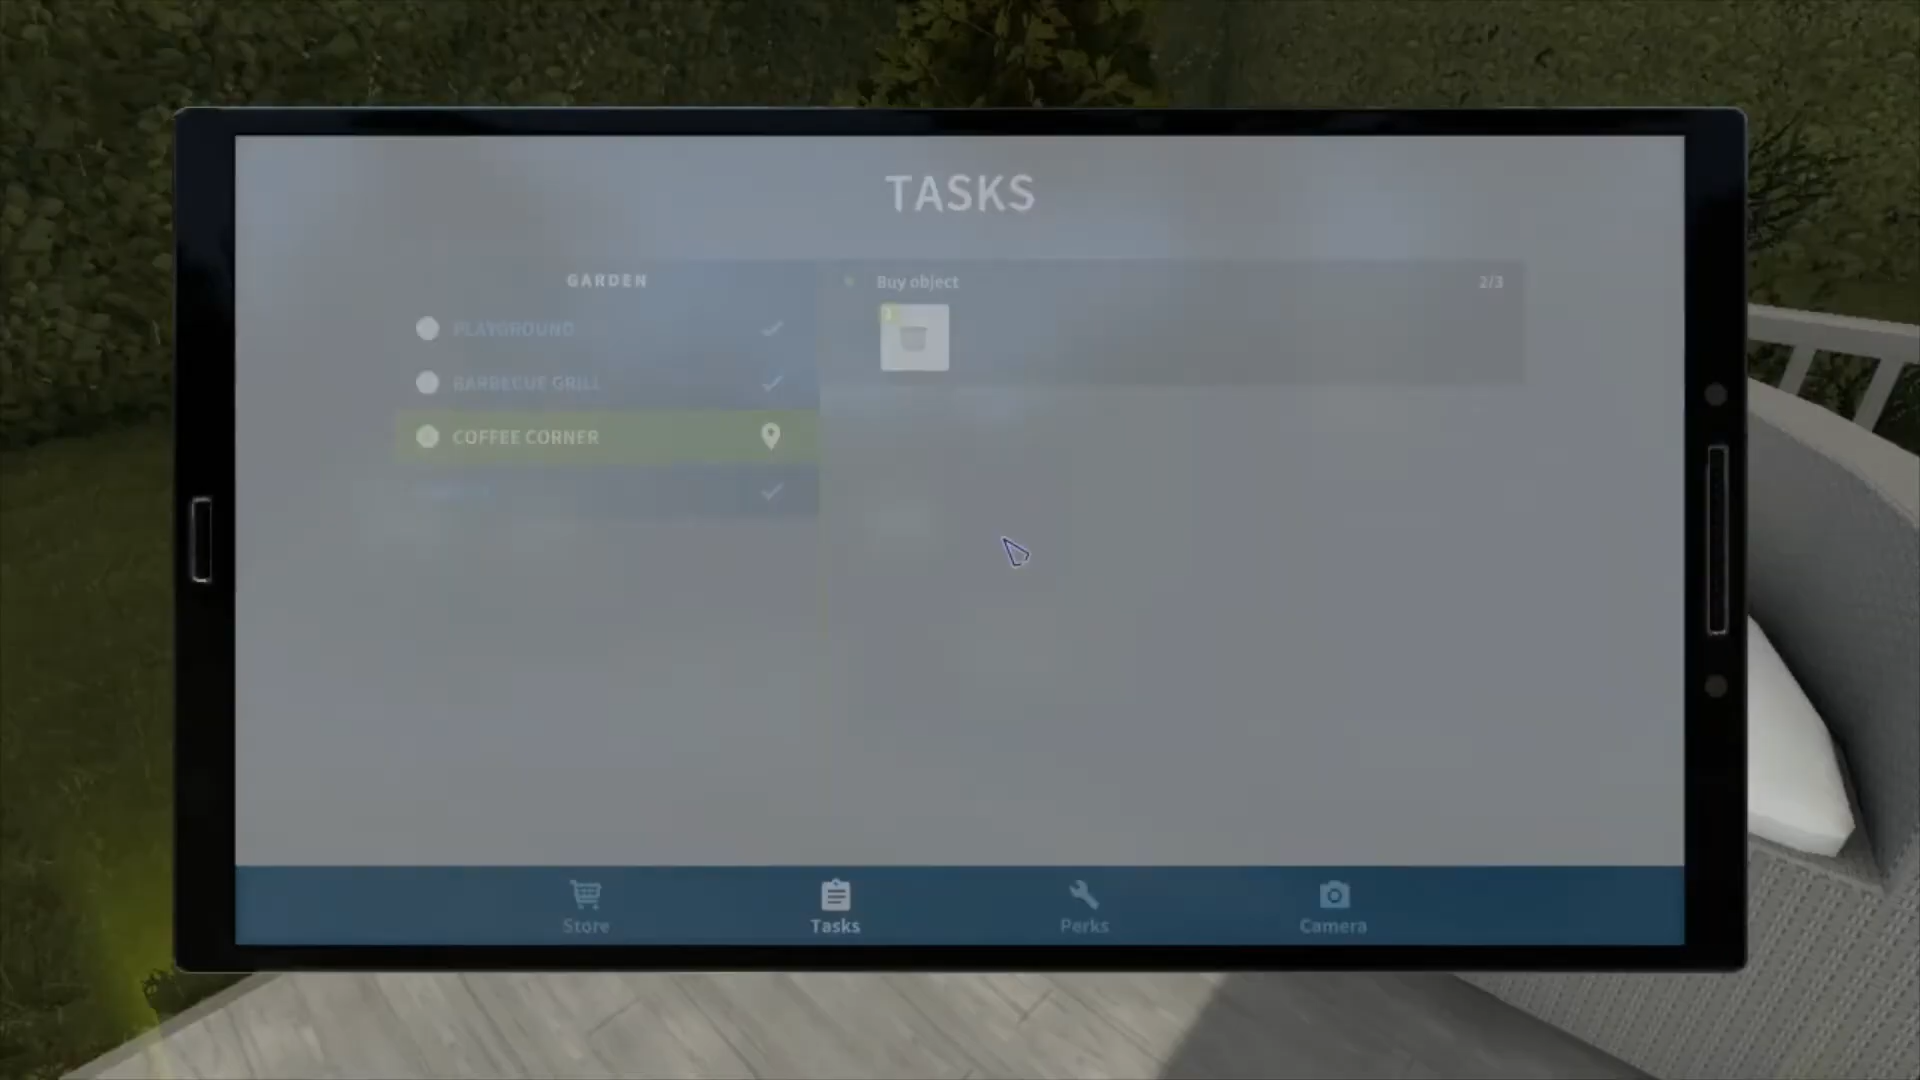 TASKS
GARDEN
PLAYGROUND
BARBECUE GRILL
COFFEE CORNER
Buy object
2/3
Store
Tasks
Perks
Camera